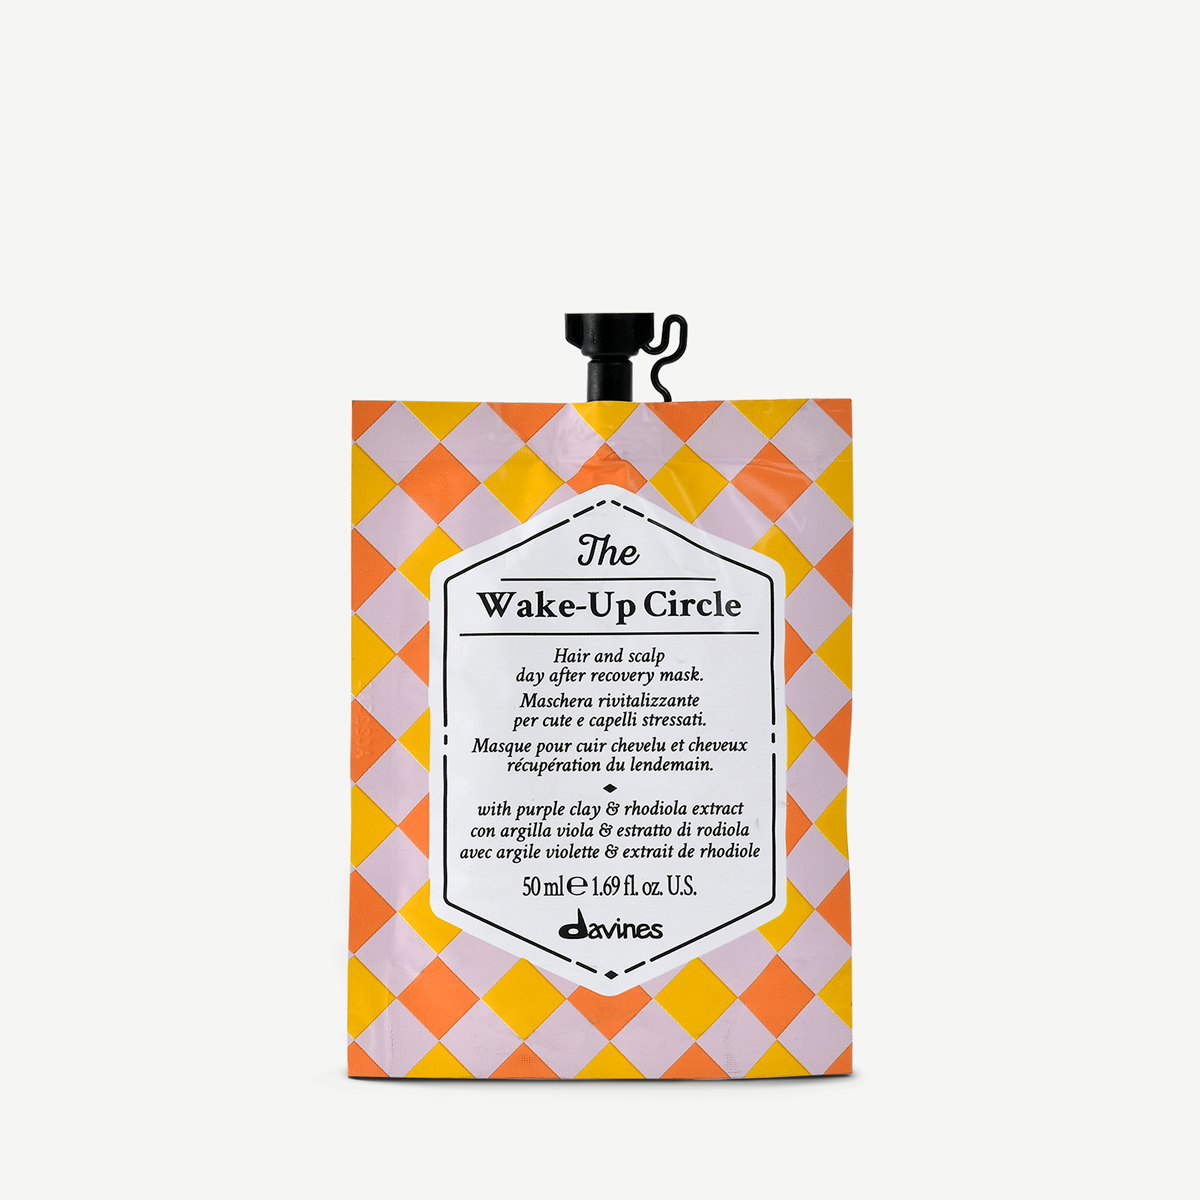 The
Wake-Up Circle
Hair and scalp
day after recovery mask.
Maschera rivitalizzante
per cute e capelli stressati.
Masque pour cuir chevelu et cheveux
récupération du lendemain.
with purple clay & rhodiola extract
con argilla viola & estratto di rodiola
avec argile violette & extrait de rhodiole
50 ml ℮ 1.69 fl. oz. U.S.
davines